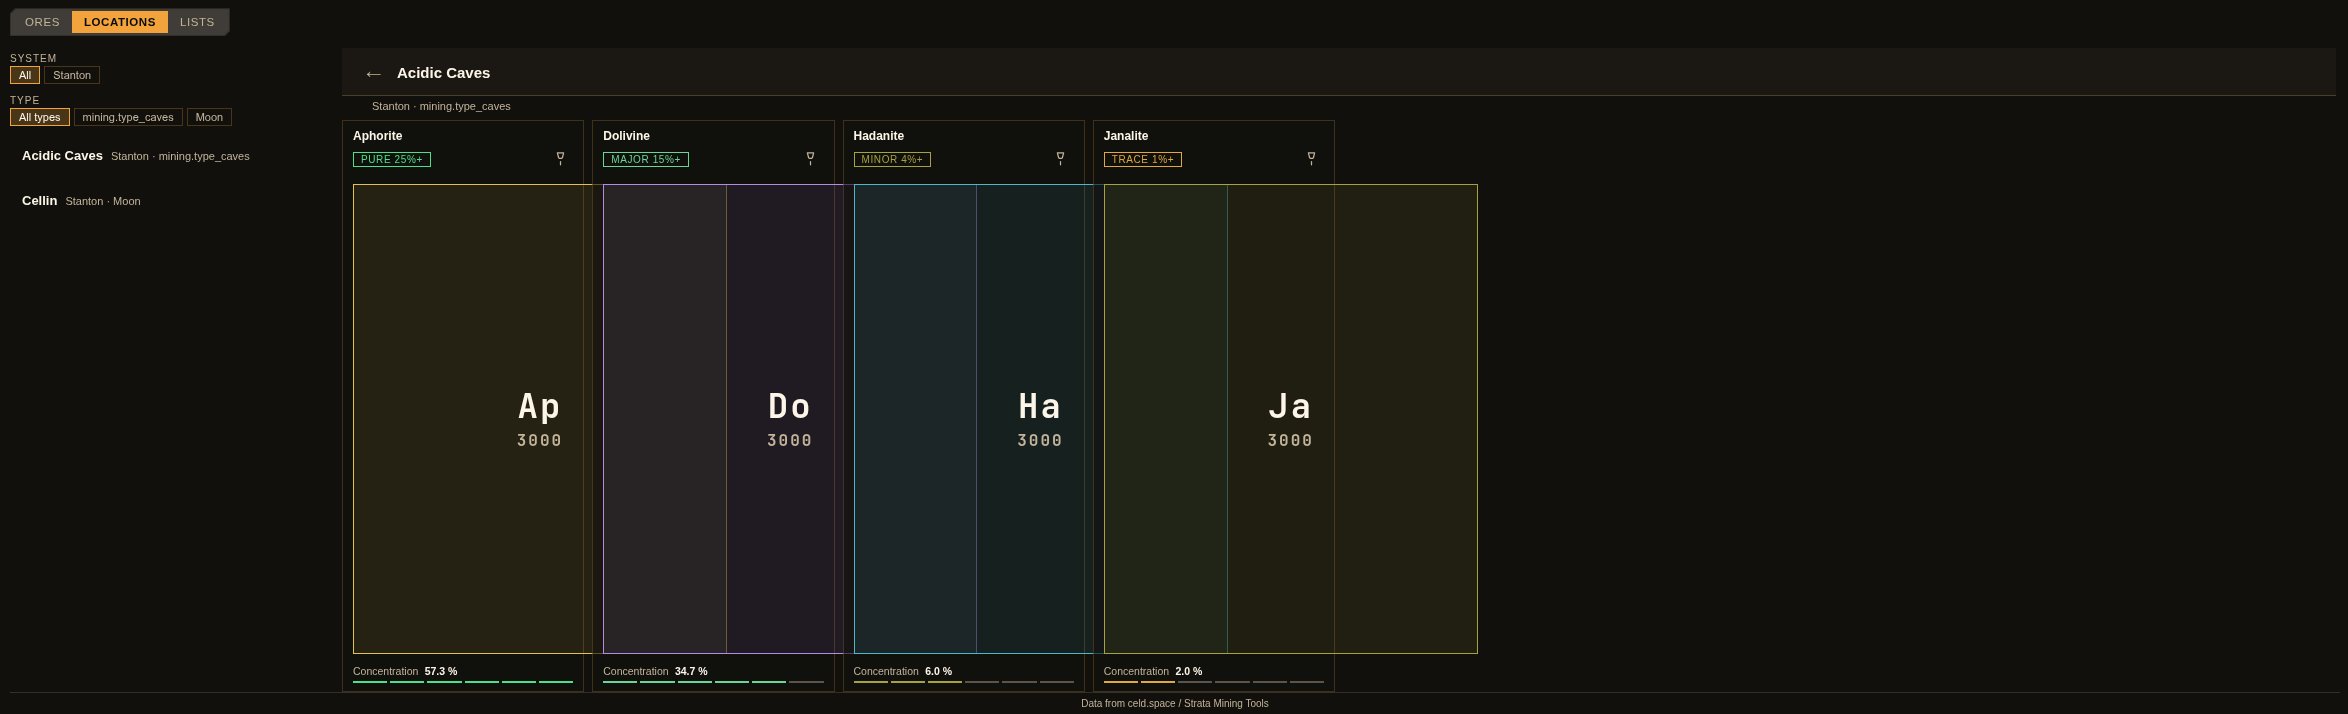 ORES LOCATIONS LISTS
SYSTEM
All Stanton
TYPE
All types mining.type_caves Moon
Acidic Caves Stanton · mining.type_caves
Cellin Stanton · Moon
← Acidic Caves
Stanton · mining.type_caves
Aphorite
PURE 25%+
Ap
3000
Concentration 57.3 %
Dolivine
MAJOR 15%+
Do
3000
Concentration 34.7 %
Hadanite
MINOR 4%+
Ha
3000
Concentration 6.0 %
Janalite
TRACE 1%+
Ja
3000
Concentration 2.0 %
Data from celd.space / Strata Mining Tools